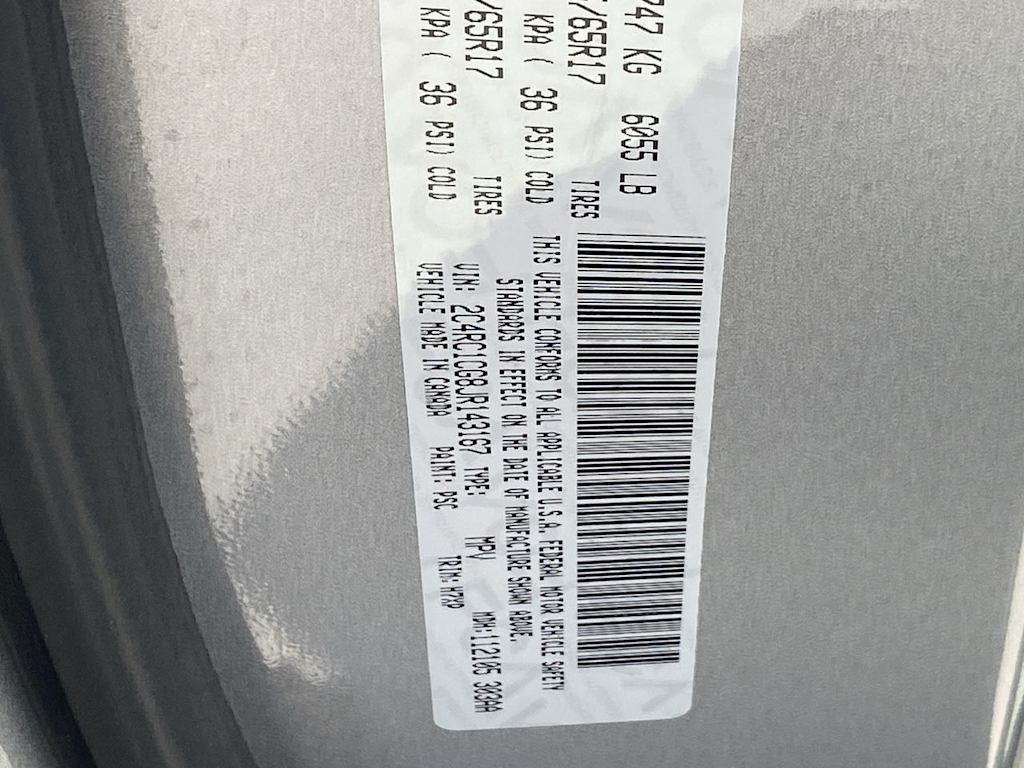 747 KG 6055 LB
/65R17 TIRES
KPA ( 36 PSI) COLD
/65R17 TIRES
KPA ( 36 PSI) COLD
THIS VEHICLE CONFORMS TO ALL APPLICABLE U.S.A. FEDERAL MOTOR VEHICLE SAFETY
STANDARDS IN EFFECT ON THE DATE OF MANUFACTURE SHOWN ABOVE.
VIN: 2C4RC1CG8JR143167 TYPE: MPV MDH:112105 303AA
VEHICLE MADE IN CANADA PAINT: PSC TRIM: